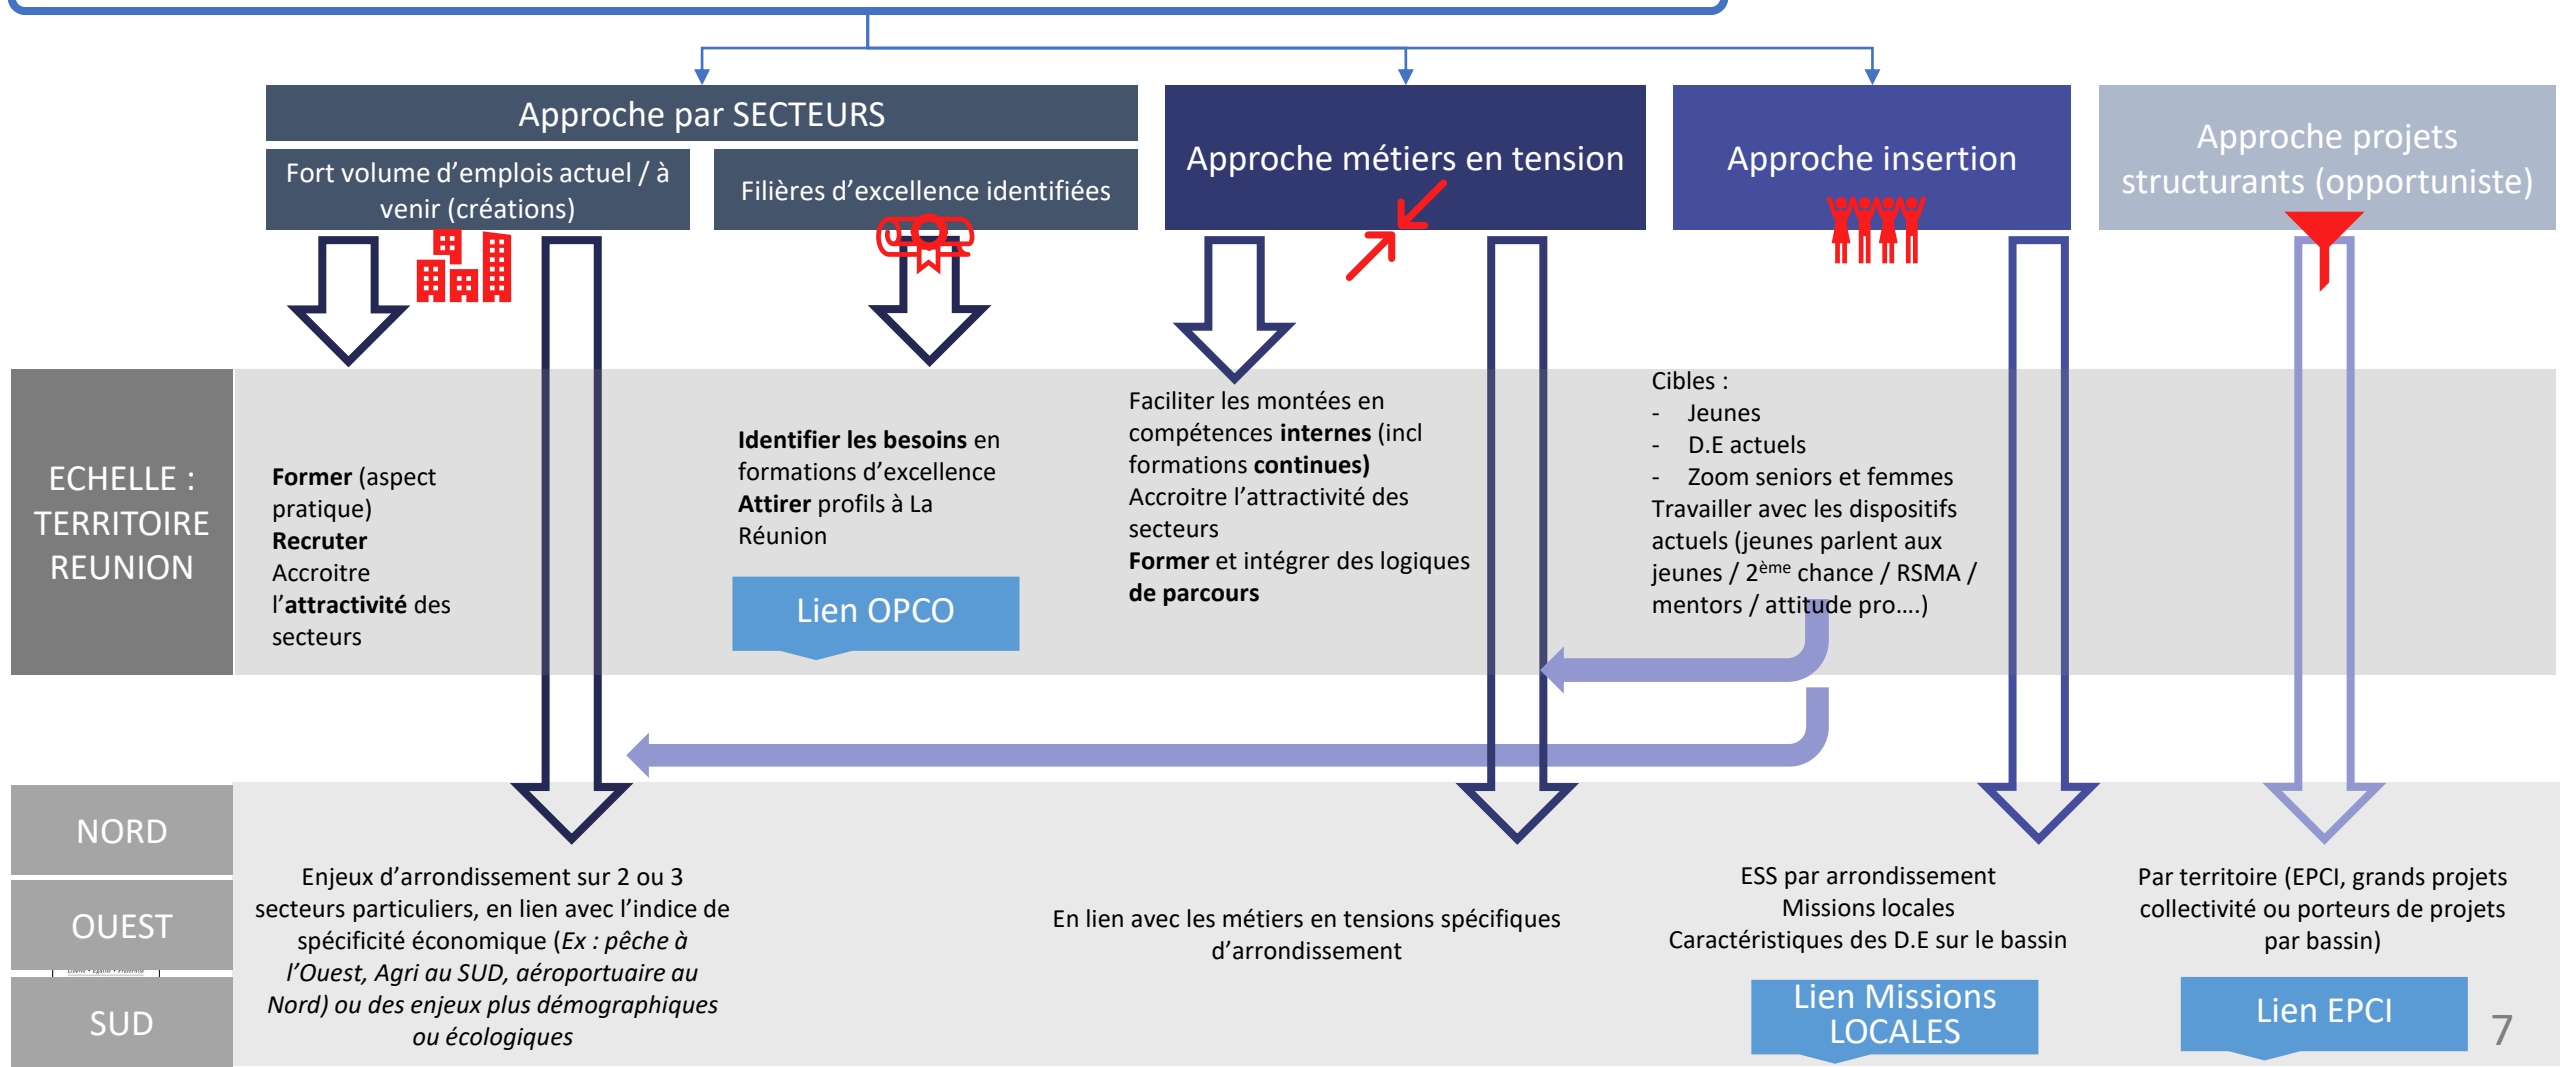 Approche par SECTEURS
Fort volume d’emplois actuel / à
venir (créations)
Filières d’excellence identifiées
Approche métiers en tension
Approche insertion
Approche projets
structurants (opportuniste)
ECHELLE :
TERRITOIRE
REUNION
Former (aspect
pratique)
Recruter
Accroitre
l’attractivité des
secteurs
Identifier les besoins en
formations d’excellence
Attirer profils à La
Réunion
Lien OPCO
Faciliter les montées en
compétences internes (incl
formations continues)
Accroitre l’attractivité des
secteurs
Former et intégrer des logiques
de parcours
Cibles :
- Jeunes
- D.E actuels
- Zoom seniors et femmes
Travailler avec les dispositifs
actuels (jeunes parlent aux
jeunes / 2ème chance / RSMA /
mentors / attitude pro....)
NORD
OUEST
Liberté • Égalité • Fraternité
SUD
Enjeux d’arrondissement sur 2 ou 3
secteurs particuliers, en lien avec l’indice de
spécificité économique (Ex : pêche à
l’Ouest, Agri au SUD, aéroportuaire au
Nord) ou des enjeux plus démographiques
ou écologiques
En lien avec les métiers en tensions spécifiques
d’arrondissement
ESS par arrondissement
Missions locales
Caractéristiques des D.E sur le bassin
Lien Missions
LOCALES
Par territoire (EPCI, grands projets
collectivité ou porteurs de projets
par bassin)
Lien EPCI
7